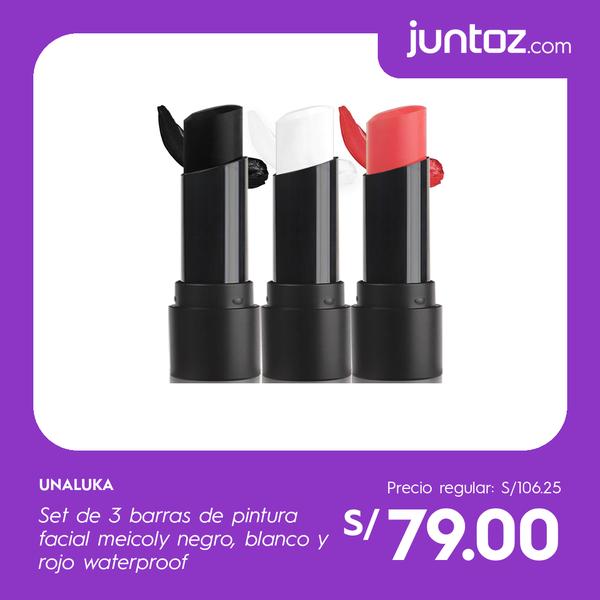 juntoz.com
UNALUKA
Set de 3 barras de pintura
facial meicoly negro, blanco y
rojo waterproof
Precio regular: S/106.25
S/79.00